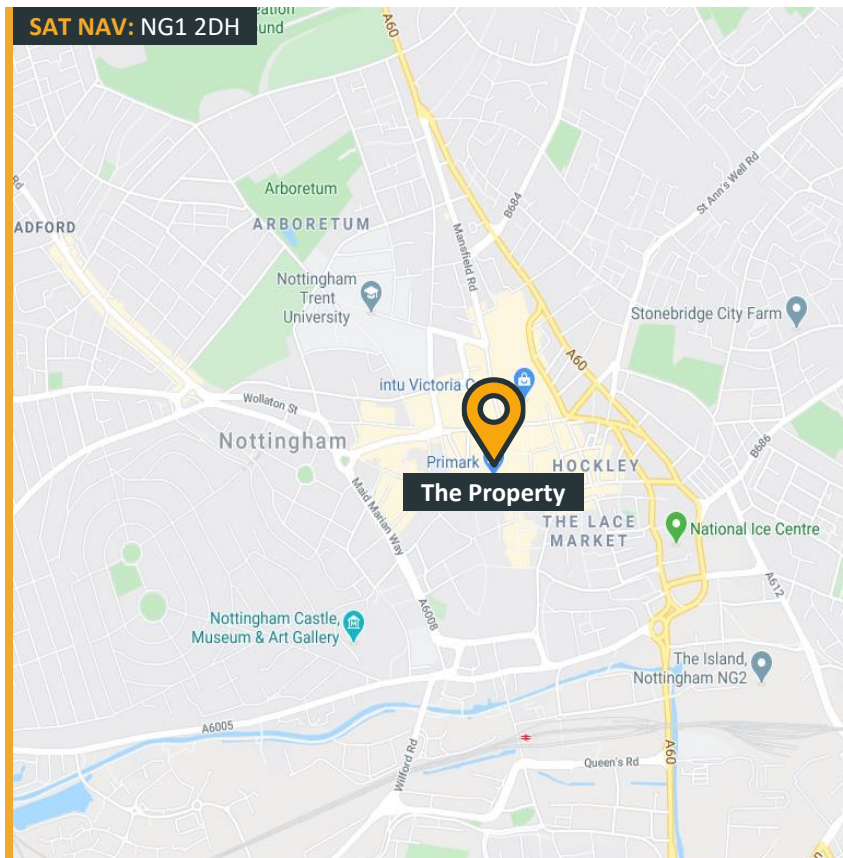 SAT NAV: NG1 2DH
A60
Arboretum
ARBORETUM
ADFORD
Rd
Mansfield Rd
B684
St Ann's Well Rd
Nottingham
Trent
University
Stonebridge City Farm
A60
intu Victoria C
Wollaton St
Nottingham
Primark
HOCKLEY
B686
The Property
Maid Marian Way
THE LACE
MARKET
National Ice Centre
A612
A6008
Nottingham Castle,
Museum & Art Gallery
The Island,
Nottingham NG2
A6005
Wilford Rd
Queen's Rd
A60